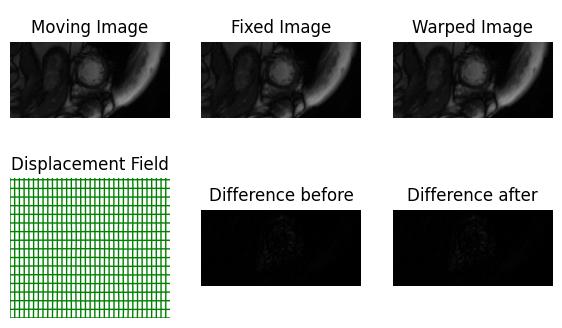 Moving Image
Fixed Image
Warped Image
Displacement Field
Difference before
Difference after